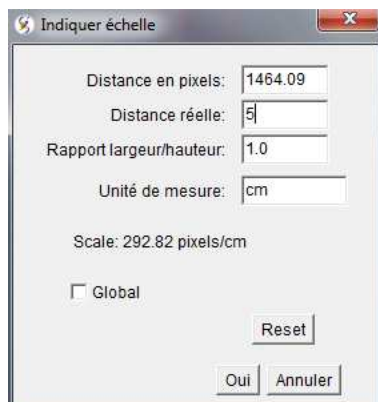 Indiquer échelle
Distance en pixels: 1464.09
Distance réelle: 5
Rapport largeur/hauteur: 1.0
Unité de mesure: cm
Scale: 292.82 pixels/cm
Global
Reset
Oui Annuler